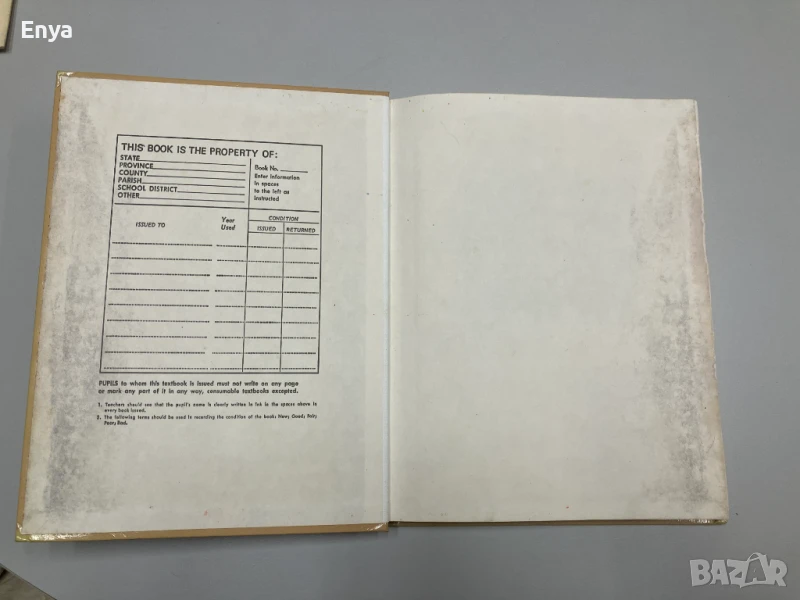 Enya
THIS BOOK IS THE PROPERTY OF:
STATE
PROVINCE
COUNTY
PARISH
SCHOOL DISTRICT
OTHER
Book No.
Enter information
in spaces
to the left as
instructed
ISSUED TO
Year
Used
CONDITION
ISSUED
RETURNED
PUPILS to whom this textbook is issued must not write on any page
or mark any part of it in any way, consumable textbooks excepted.
1. Teachers should see that the pupil's name is clearly written in ink in the spaces above in
every book issued.
2. The following terms should be used in recording the condition of the book: New; Good; Fair;
Poor; Bad.
BAZAR